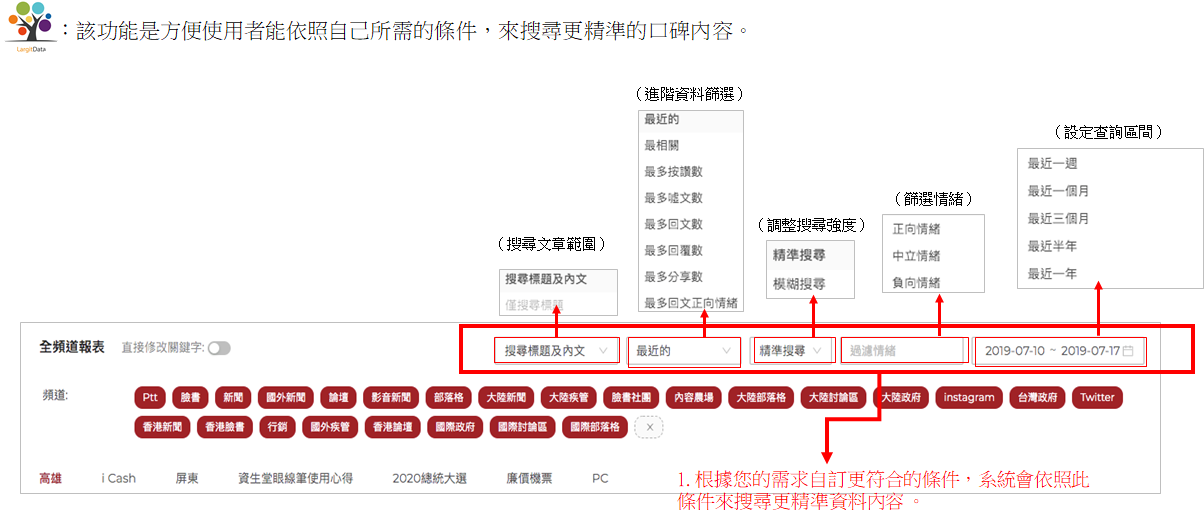 ：該功能是方便使用者能依照自己所需的條件，來搜尋更精準的口碑內容。
LargitData
（進階資料篩選）
最近的
最相關
最多按讚數
最多噓文數
最多回文數
最多回覆數
最多分享數
最多回文正向情緒
（設定查詢區間）
最近一週
最近一個月
最近三個月
最近半年
最近一年
（篩選情緒）
正向情緒
中立情緒
負向情緒
（調整搜尋強度）
精準搜尋
模糊搜尋
（搜尋文章範圍）
搜尋標題及內文
僅搜尋標題
全頻道報表 直接修改關鍵字: 搜尋標題及內文 最近的 精準搜尋 過濾情緒 2019-07-10 ~ 2019-07-17
頻道: Ptt 臉書 新聞 國外新聞 論壇 影音新聞 部落格 大陸新聞 大陸疾管 臉書社團 內容農場 大陸部落格 大陸討論區 大陸政府 instagram 台灣政府 Twitter
香港新聞 香港臉書 行銷 國外疾管 香港論壇 國際政府 國際討論區 國際部落格 x
高雄 i Cash 屏東 資生堂眼線筆使用心得 2020總統大選 廉價機票 PC
1. 根據您的需求自訂更符合的條件，系統會依照此
條件來搜尋更精準資料內容。